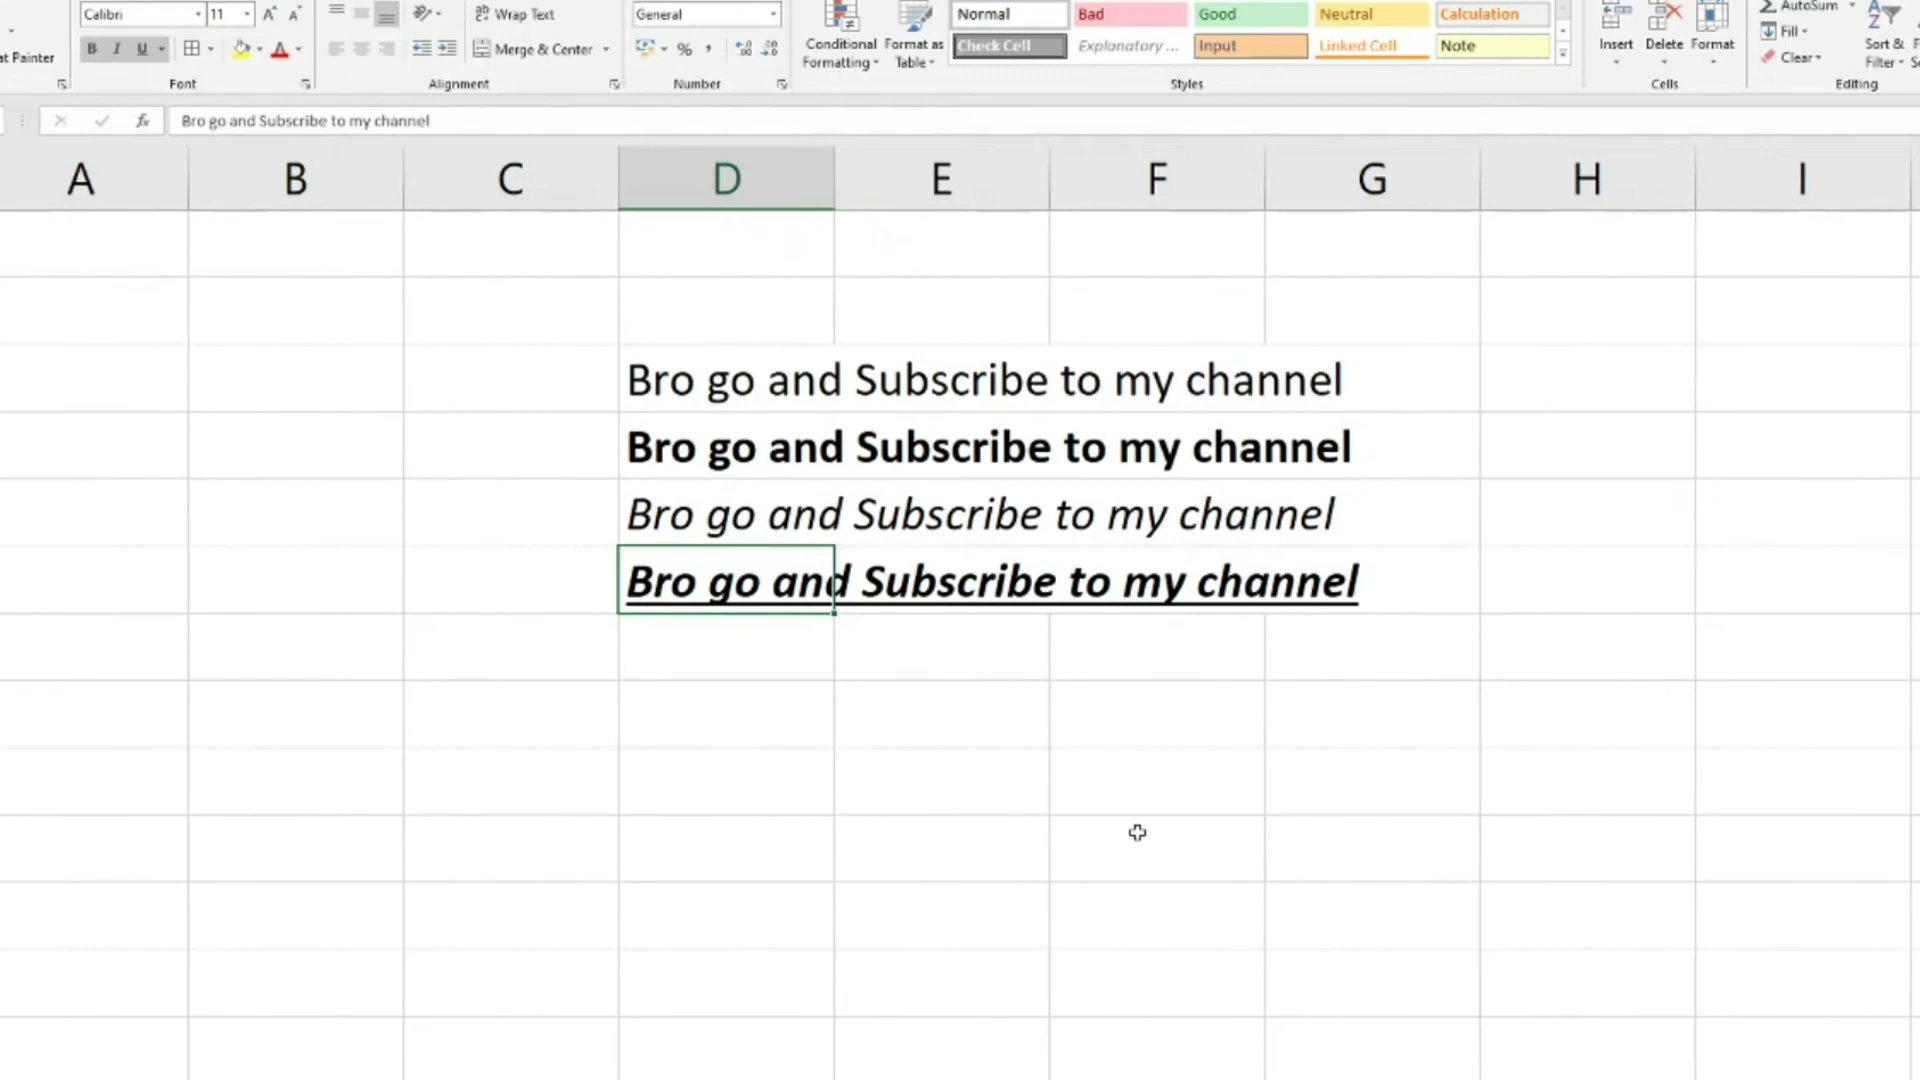 Calibri 11 Wrap Text General Normal Bad Good Neutral Calculation AutoSum
at Painter B I U Merge & Center % , Conditional Formatting Format as Table Check Cell Explanatory ... Input Linked Cell Note Insert Delete Format Fill Clear Sort & Filter
Font Alignment Number Styles Cells Editing
fx Bro go and Subscribe to my channel
A B C D E F G H I
Bro go and Subscribe to my channel
Bro go and Subscribe to my channel
Bro go and Subscribe to my channel
Bro go and Subscribe to my channel